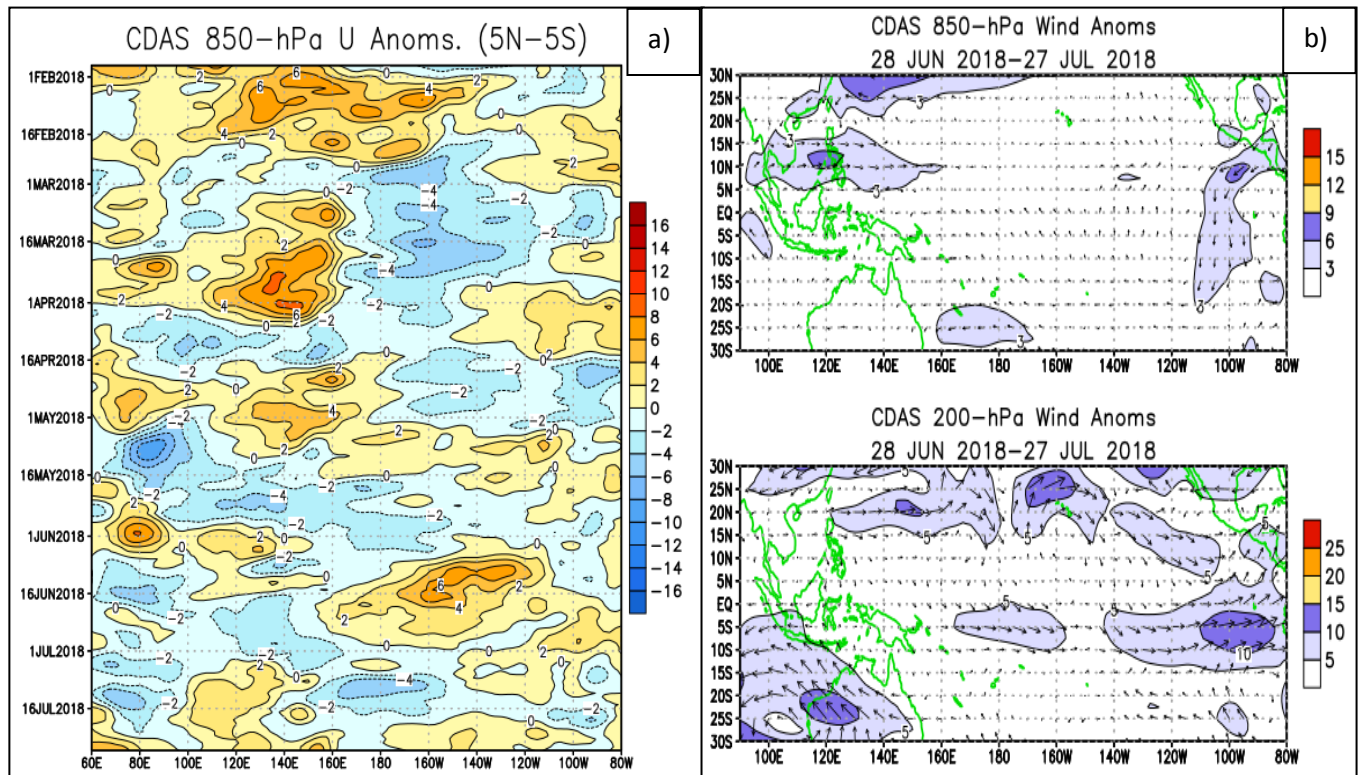 CDAS 850-hPa U Anoms. (5N-5S)
a)
1FEB2018
16FEB2018
1MAR2018
16MAR2018
1APR2018
16APR2018
1MAY2018
16MAY2018
1JUN2018
16JUN2018
1JUL2018
16JUL2018
60E 80E 100E 120E 140E 160E 180 160W 140W 120W 100W 80W
16
14
12
10
8
6
4
2
0
-2
-4
-6
-8
-10
-12
-14
-16
b)
CDAS 850-hPa Wind Anoms
28 JUN 2018-27 JUL 2018
30N
25N
20N
15N
10N
5N
EQ
5S
10S
15S
20S
25S
30S
100E 120E 140E 160E 180 160W 140W 120W 100W 80W
15
12
9
6
3
CDAS 200-hPa Wind Anoms
28 JUN 2018-27 JUL 2018
30N
25N
20N
15N
10N
5N
EQ
5S
10S
15S
20S
25S
30S
100E 120E 140E 160E 180 160W 140W 120W 100W 80W
25
20
15
10
5